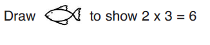 Draw to show 2 x 3 = 6